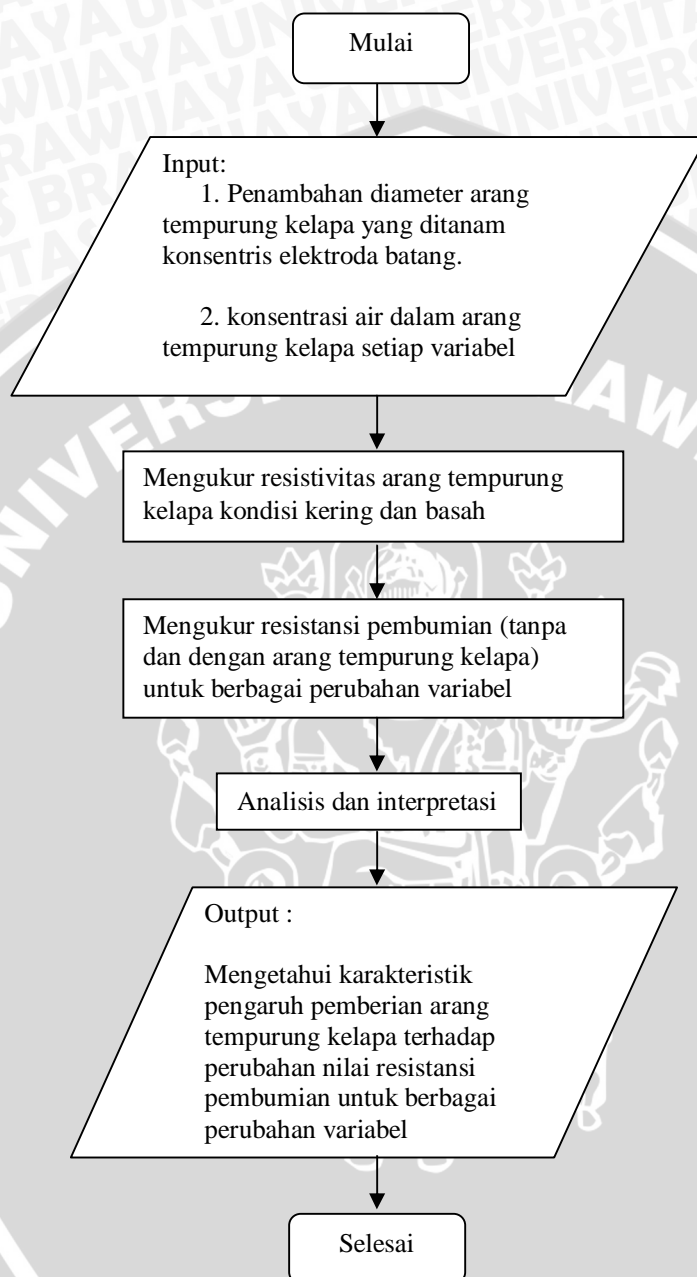 Mulai
Input:
1. Penambahan diameter arang
tempurung kelapa yang ditanam
konsentris elektroda batang.
2. konsentrasi air dalam arang
tempurung kelapa setiap variabel
Mengukur resistivitas arang tempurung
kelapa kondisi kering dan basah
Mengukur resistansi pembumian (tanpa
dan dengan arang tempurung kelapa)
untuk berbagai perubahan variabel
Analisis dan interpretasi
Output :
Mengetahui karakteristik
pengaruh pemberian arang
tempurung kelapa terhadap
perubahan nilai resistansi
pembumian untuk berbagai
perubahan variabel
Selesai